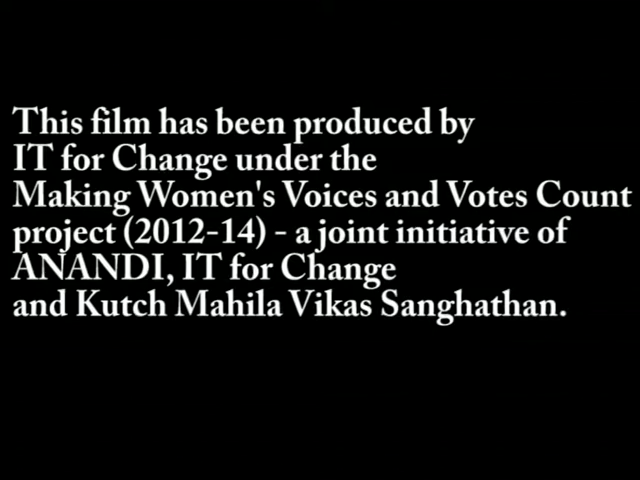 This film has been produced by
IT for Change under the
Making Women's Voices and Votes Count
project (2012-14) - a joint initiative of
ANANDI, IT for Change
and Kutch Mahila Vikas Sanghathan.